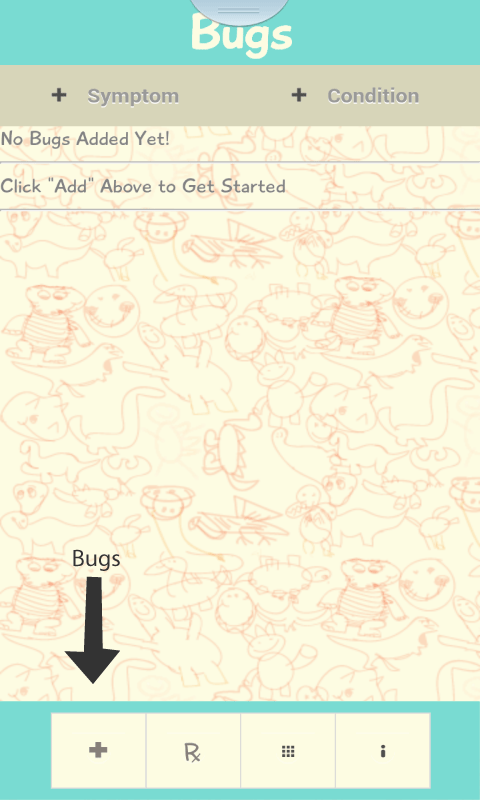 Bugs
+ Symptom + Condition
No Bugs Added Yet!
Click "Add" Above to Get Started
Bugs
+ ℞ i